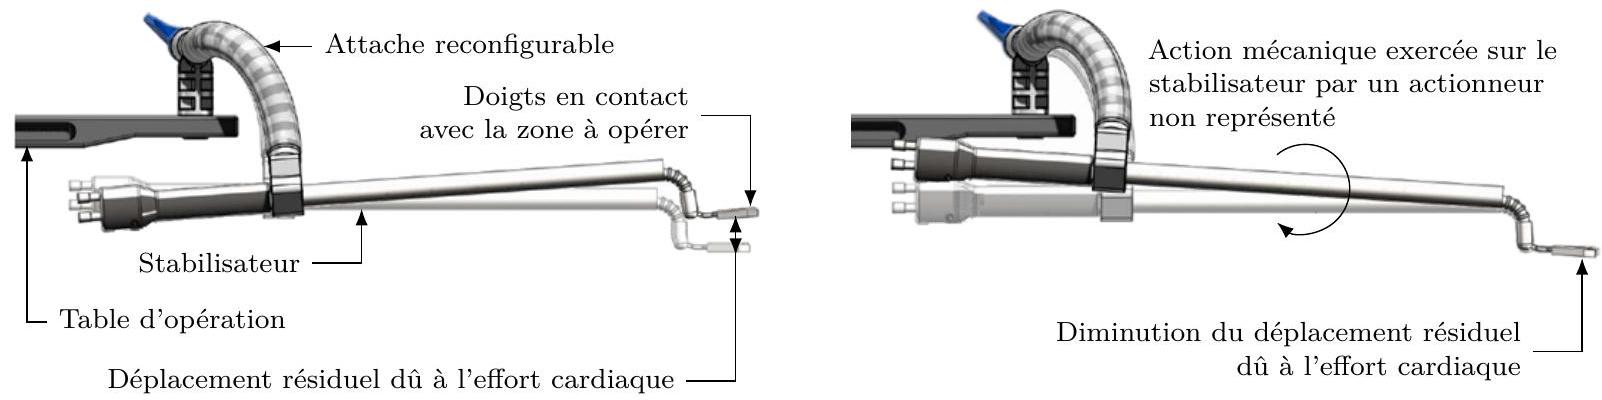 Attache reconfigurable
Doigts en contact
avec la zone à opérer
Stabilisateur
Table d'opération
Déplacement résiduel dû à l'effort cardiaque
Action mécanique exercée sur le
stabilisateur par un actionneur
non représenté
Diminution du déplacement résiduel
dû à l'effort cardiaque